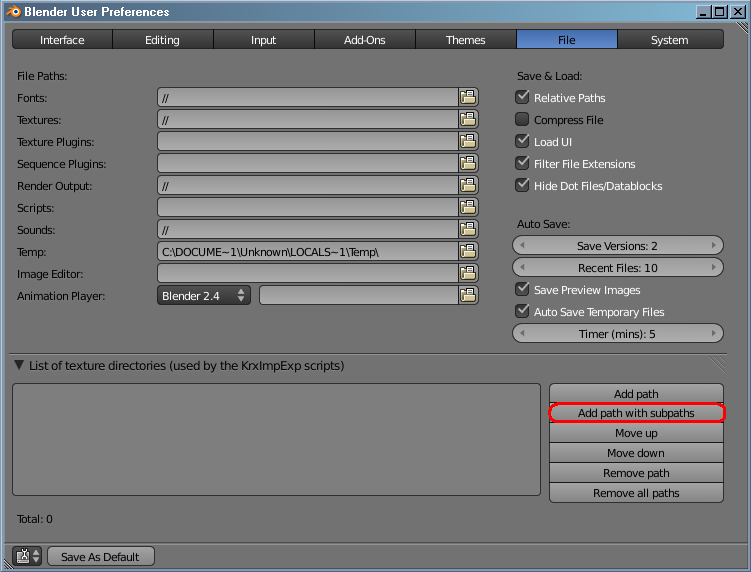 Blender User Preferences
Interface Editing Input Add-Ons Themes File System
File Paths:
Fonts: //
Textures: //
Texture Plugins:
Sequence Plugins:
Render Output: //
Scripts:
Sounds: //
Temp: C:\DOCUME~1\Unknown\LOCALS~1\Temp\
Image Editor:
Animation Player: Blender 2.4
Save & Load:
Relative Paths
Compress File
Load UI
Filter File Extensions
Hide Dot Files/Datablocks
Auto Save:
Save Versions: 2
Recent Files: 10
Save Preview Images
Auto Save Temporary Files
Timer (mins): 5
List of texture directories (used by the KrxImpExp scripts)
Add path
Add path with subpaths
Move up
Move down
Remove path
Remove all paths
Total: 0
Save As Default